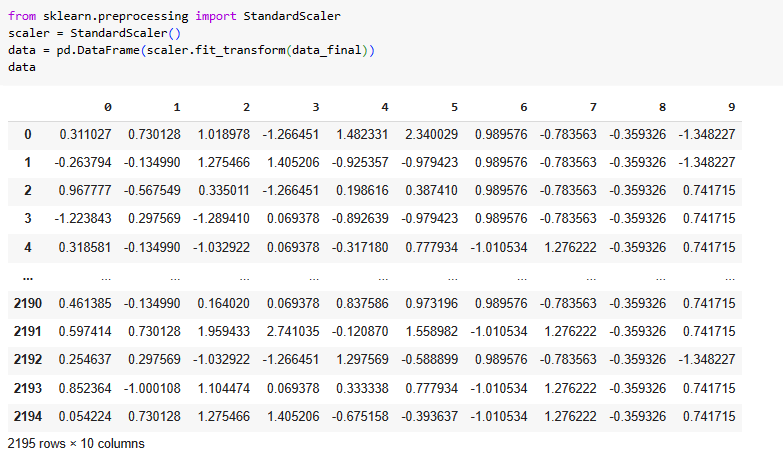 from sklearn.preprocessing import StandardScaler
scaler = StandardScaler()
data = pd.DataFrame(scaler.fit_transform(data_final))
data
0 1 2 3 4 5 6 7 8 9
0 0.311027 0.730128 1.018978 -1.266451 1.482331 2.340029 0.989576 -0.783563 -0.359326 -1.348227
1 -0.263794 -0.134990 1.275466 1.405206 -0.925357 -0.979423 0.989576 -0.783563 -0.359326 -1.348227
2 0.967777 -0.567549 0.335011 -1.266451 0.198616 0.387410 0.989576 -0.783563 -0.359326 0.741715
3 -1.223843 0.297569 -1.289410 0.069378 -0.892639 -0.979423 0.989576 -0.783563 -0.359326 0.741715
4 0.318581 -0.134990 -1.032922 0.069378 -0.317180 0.777934 -1.010534 1.276222 -0.359326 0.741715
... ... ... ... ... ... ... ... ... ... ...
2190 0.461385 -0.134990 0.164020 0.069378 0.837586 0.973196 0.989576 -0.783563 -0.359326 0.741715
2191 0.597414 0.730128 1.959433 2.741035 -0.120870 1.558982 -1.010534 1.276222 -0.359326 0.741715
2192 0.254637 0.297569 -1.032922 -1.266451 1.297569 -0.588899 0.989576 -0.783563 -0.359326 -1.348227
2193 0.852364 -1.000108 1.104474 0.069378 0.333338 0.777934 -1.010534 1.276222 -0.359326 0.741715
2194 0.054224 0.730128 1.275466 1.405206 -0.675158 -0.393637 -1.010534 1.276222 -0.359326 0.741715
2195 rows × 10 columns